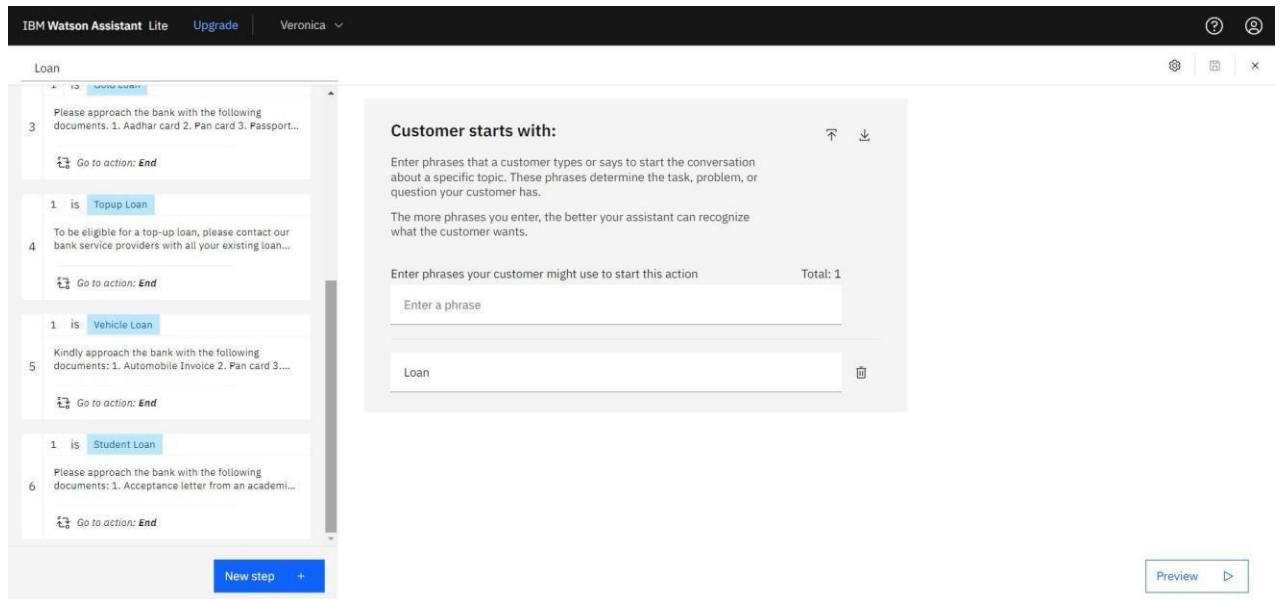 IBM Watson Assistant Lite Upgrade Veronica
Loan
1 is Gold Loan
3 Please approach the bank with the following
documents. 1. Aadhar card 2. Pan card 3. Passport...
Go to action: End
1 is Topup Loan
4 To be eligible for a top-up loan, please contact our
bank service providers with all your existing loan...
Go to action: End
1 is Vehicle Loan
5 Kindly approach the bank with the following
documents: 1. Automobile Invoice 2. Pan card 3....
Go to action: End
1 is Student Loan
6 Please approach the bank with the following
documents: 1. Acceptance letter from an academi...
Go to action: End
New step +
Customer starts with:
Enter phrases that a customer types or says to start the conversation
about a specific topic. These phrases determine the task, problem, or
question your customer has.
The more phrases you enter, the better your assistant can recognize
what the customer wants.
Enter phrases your customer might use to start this action Total: 1
Enter a phrase
Loan
Preview